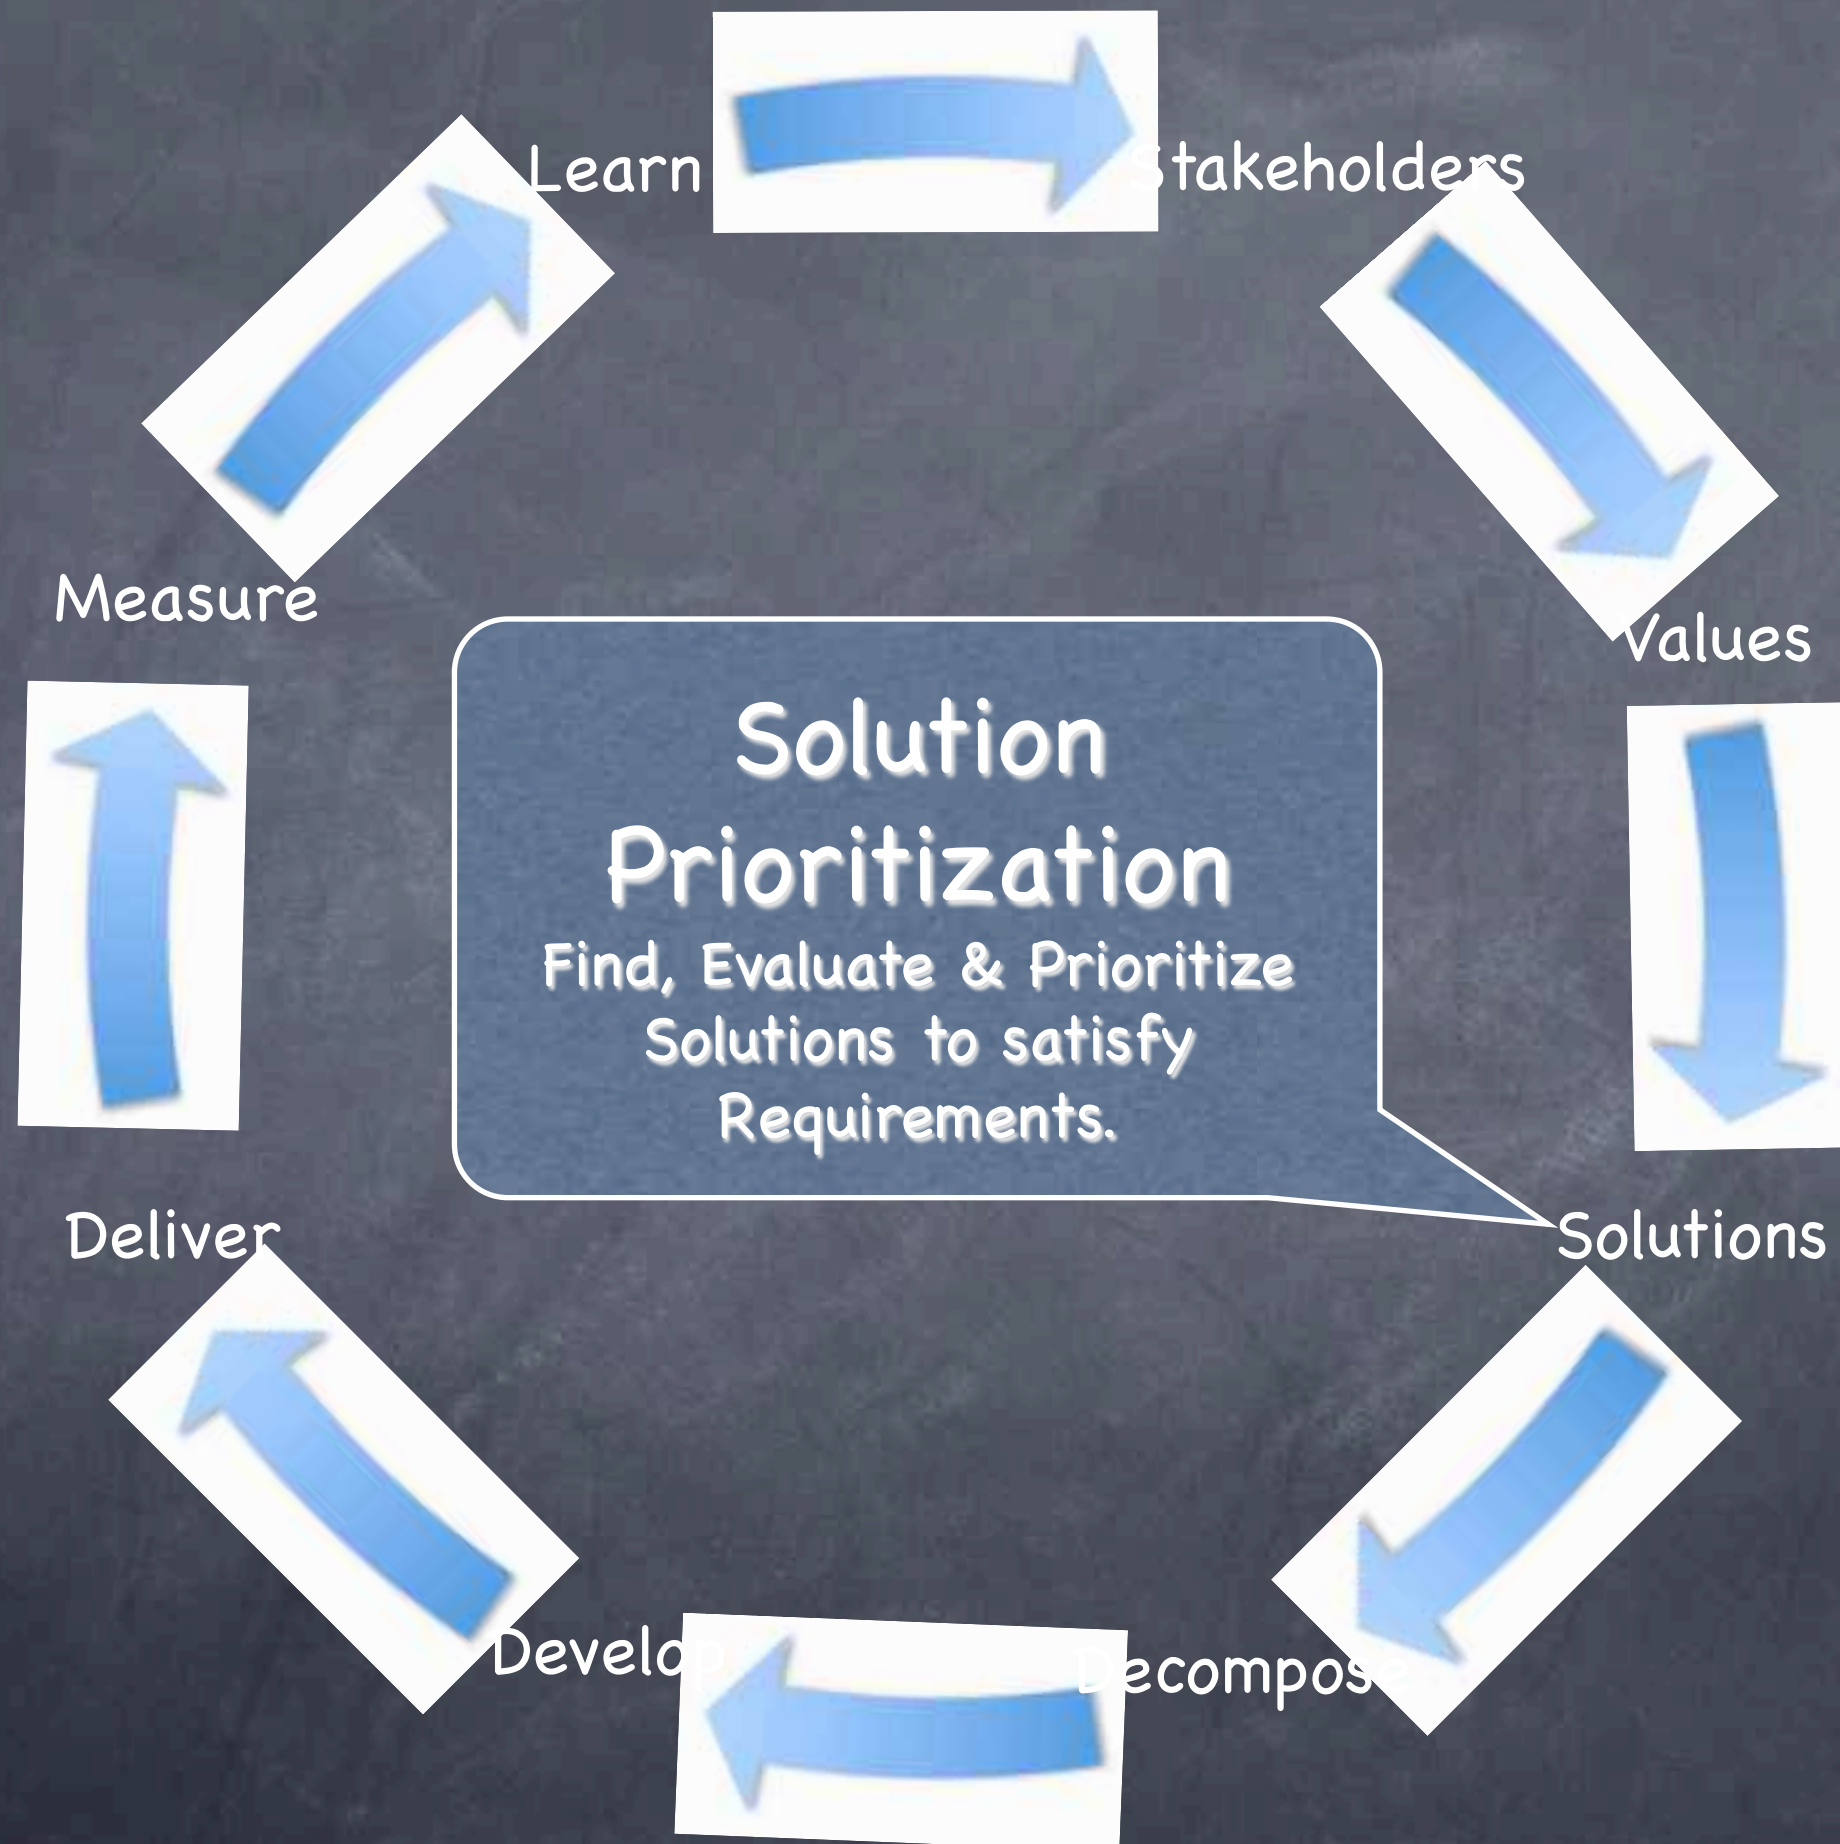 Learn
Stakeholders
Measure
Values
Solution
Prioritization
Find, Evaluate & Prioritize
Solutions to satisfy
Requirements.
Deliver
Solutions
Develop
Decompose